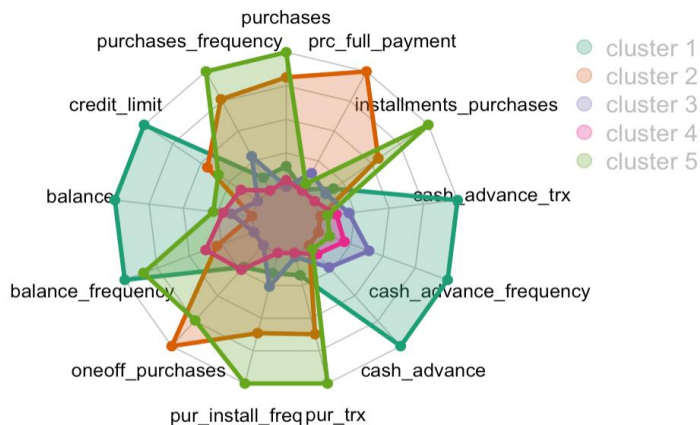 purchases
purchases_frequency
prc_full_payment
credit_limit
installments_purchases
balance
cash_advance_trx
balance_frequency
cash_advance_frequency
oneoff_purchases
cash_advance
pur_install_freq
pur_trx
cluster 1
cluster 2
cluster 3
cluster 4
cluster 5